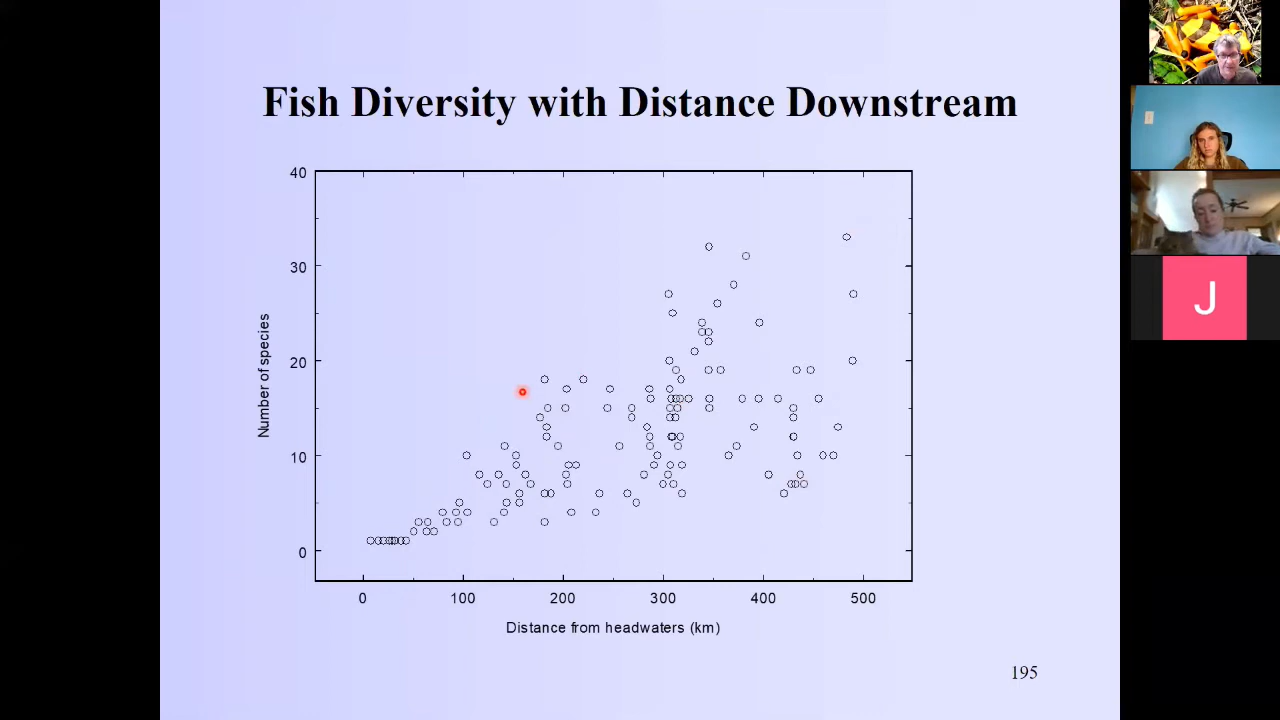 Fish Diversity with Distance Downstream
40
30
20
10
0
Number of species
0 100 200 300 400 500
Distance from headwaters (km)
195
J